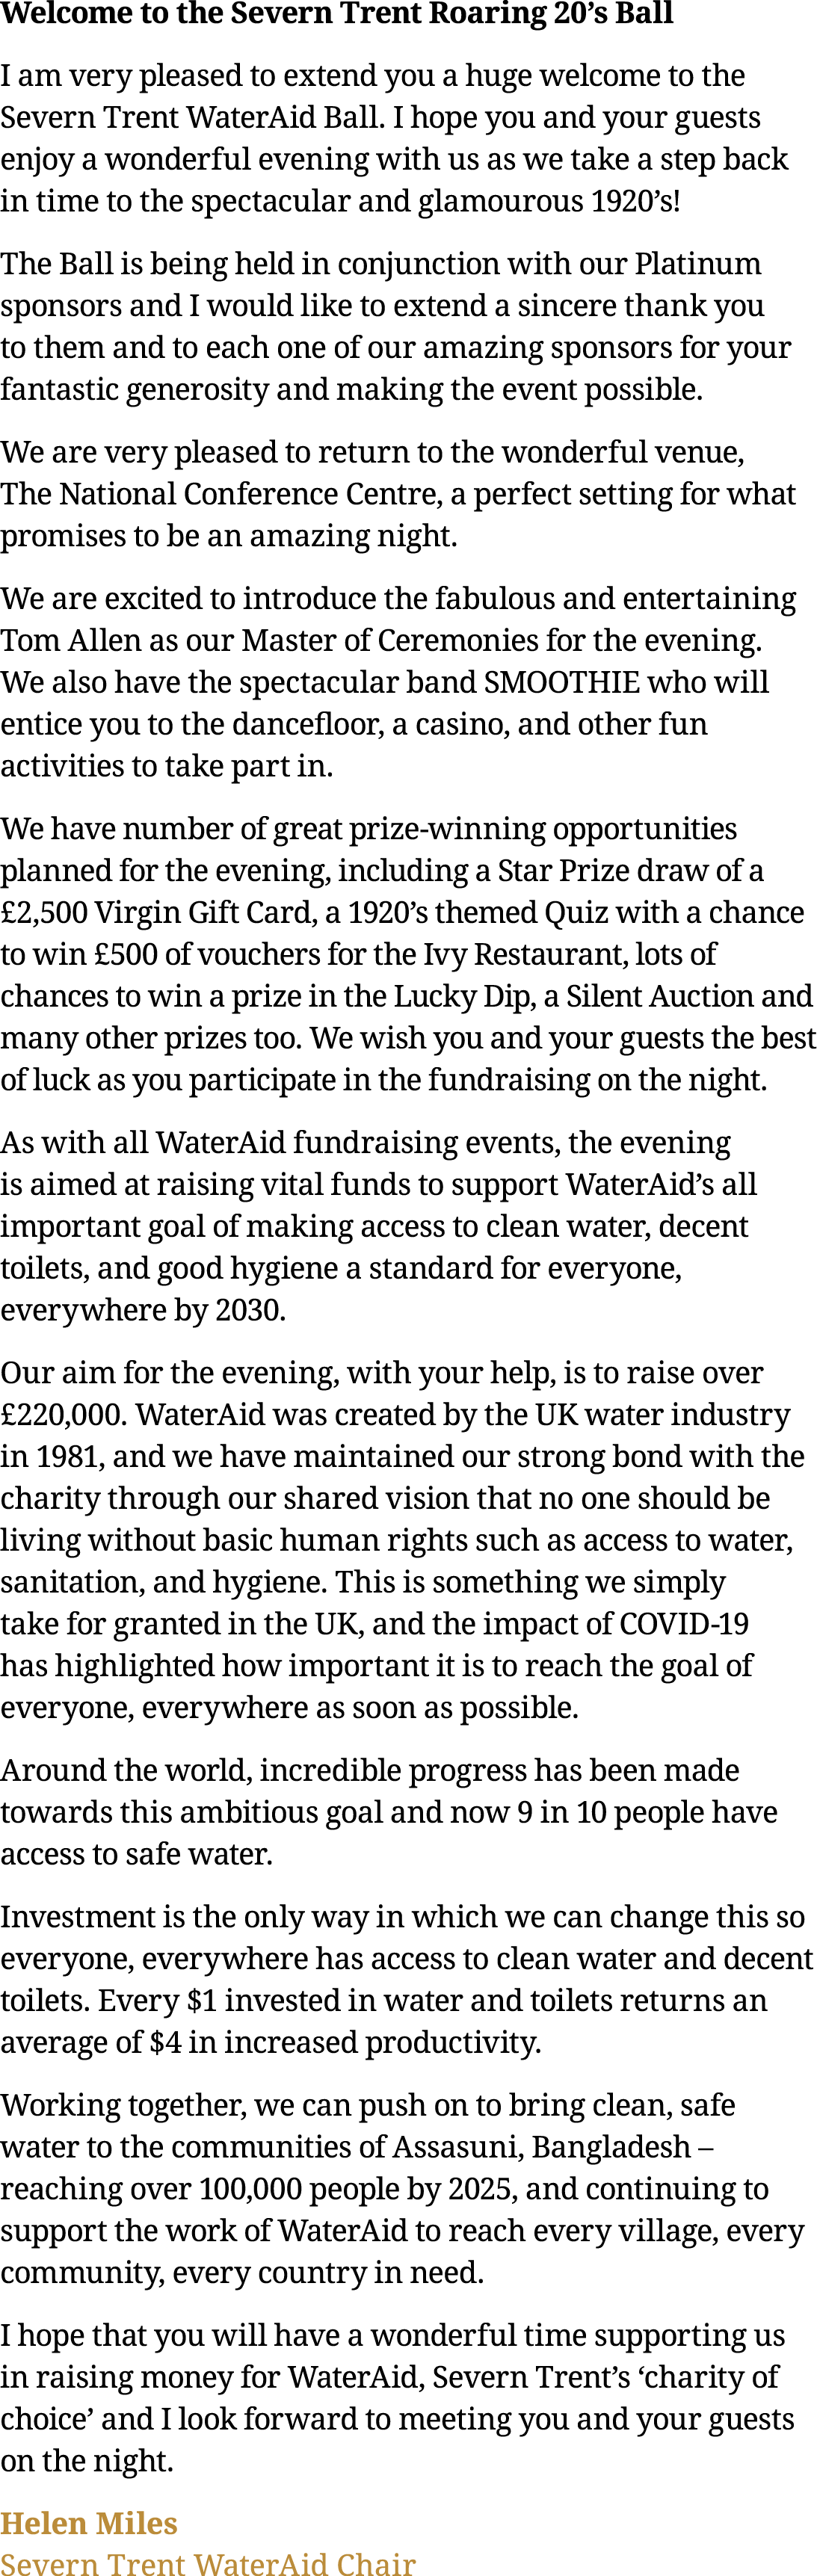 Welcome to the Severn Trent Roaring 20’s Ball
I am very pleased to extend you a huge welcome to the
Severn Trent WaterAid Ball. I hope you and your guests
enjoy a wonderful evening with us as we take a step back
in time to the spectacular and glamourous 1920’s!
The Ball is being held in conjunction with our Platinum
sponsors and I would like to extend a sincere thank you
to them and to each one of our amazing sponsors for your
fantastic generosity and making the event possible.
We are very pleased to return to the wonderful venue,
The National Conference Centre, a perfect setting for what
promises to be an amazing night.
We are excited to introduce the fabulous and entertaining
Tom Allen as our Master of Ceremonies for the evening.
We also have the spectacular band SMOOTHIE who will
entice you to the dancefloor, a casino, and other fun
activities to take part in.
We have number of great prize-winning opportunities
planned for the evening, including a Star Prize draw of a
£2,500 Virgin Gift Card, a 1920’s themed Quiz with a chance
to win £500 of vouchers for the Ivy Restaurant, lots of
chances to win a prize in the Lucky Dip, a Silent Auction and
many other prizes too. We wish you and your guests the best
of luck as you participate in the fundraising on the night.
As with all WaterAid fundraising events, the evening
is aimed at raising vital funds to support WaterAid’s all
important goal of making access to clean water, decent
toilets, and good hygiene a standard for everyone,
everywhere by 2030.
Our aim for the evening, with your help, is to raise over
£220,000. WaterAid was created by the UK water industry
in 1981, and we have maintained our strong bond with the
charity through our shared vision that no one should be
living without basic human rights such as access to water,
sanitation, and hygiene. This is something we simply
take for granted in the UK, and the impact of COVID-19
has highlighted how important it is to reach the goal of
everyone, everywhere as soon as possible.
Around the world, incredible progress has been made
towards this ambitious goal and now 9 in 10 people have
access to safe water.
Investment is the only way in which we can change this so
everyone, everywhere has access to clean water and decent
toilets. Every $1 invested in water and toilets returns an
average of $4 in increased productivity.
Working together, we can push on to bring clean, safe
water to the communities of Assasuni, Bangladesh –
reaching over 100,000 people by 2025, and continuing to
support the work of WaterAid to reach every village, every
community, every country in need.
I hope that you will have a wonderful time supporting us
in raising money for WaterAid, Severn Trent’s ‘charity of
choice’ and I look forward to meeting you and your guests
on the night.
Helen Miles
Severn Trent WaterAid Chair